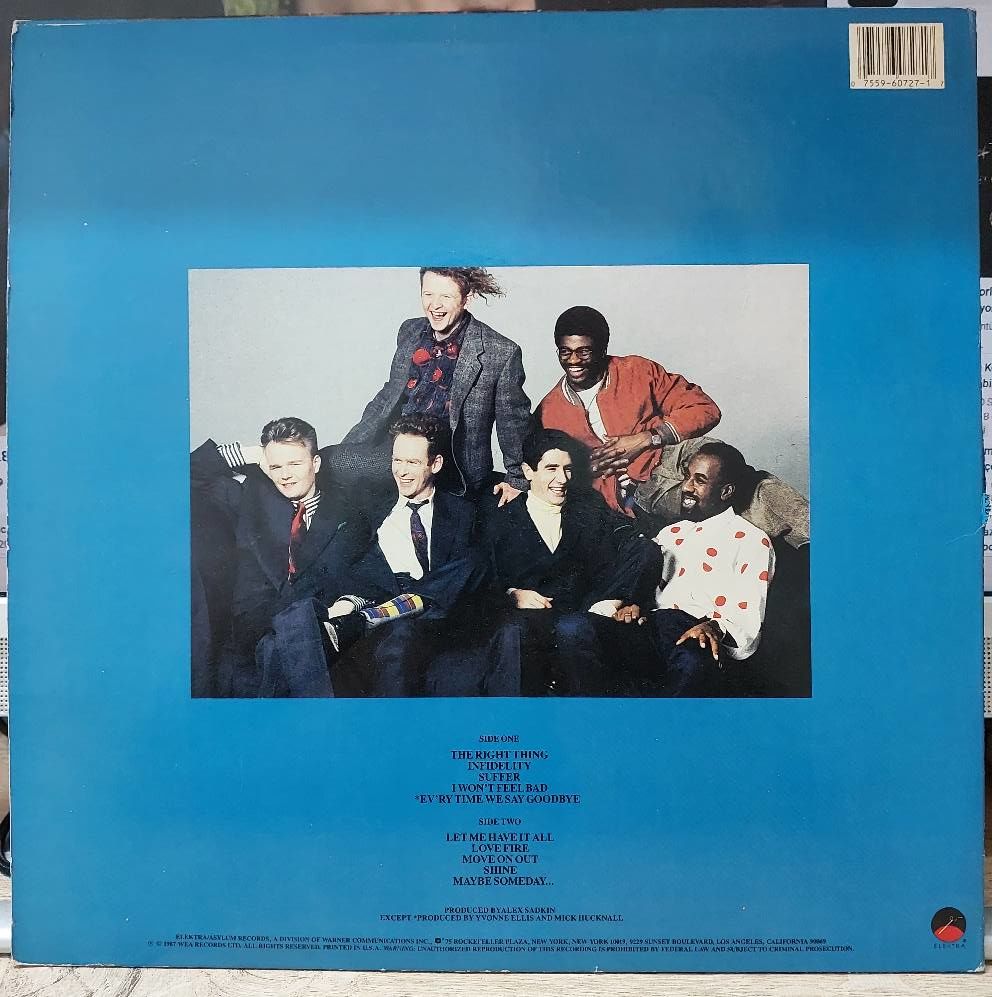 0 7559-60727-1 7
SIDE ONE
THE RIGHT THING
INFIDELITY
SUFFER
I WON'T FEEL BAD
*EV'RY TIME WE SAY GOODBYE
SIDE TWO
LET ME HAVE IT ALL
LOVE FIRE
MOVE ON OUT
SHINE
MAYBE SOMEDAY...
PRODUCED BY ALEX SADKIN
EXCEPT *PRODUCED BY YVONNE ELLIS AND MICK HUCKNALL
ELEKTRA/ASYLUM RECORDS, A DIVISION OF WARNER COMMUNICATIONS INC., 75 ROCKEFELLER PLAZA, NEW YORK, NEW YORK 10019, 9229 SUNSET BOULEVARD, LOS ANGELES, CALIFORNIA 90069
℗ © 1987 WEA RECORDS LTD. ALL RIGHTS RESERVED. PRINTED IN U.S.A. WARNING: UNAUTHORIZED REPRODUCTION OF THIS RECORDING IS PROHIBITED BY FEDERAL LAW AND SUBJECT TO CRIMINAL PROSECUTION.
ELEKTRA